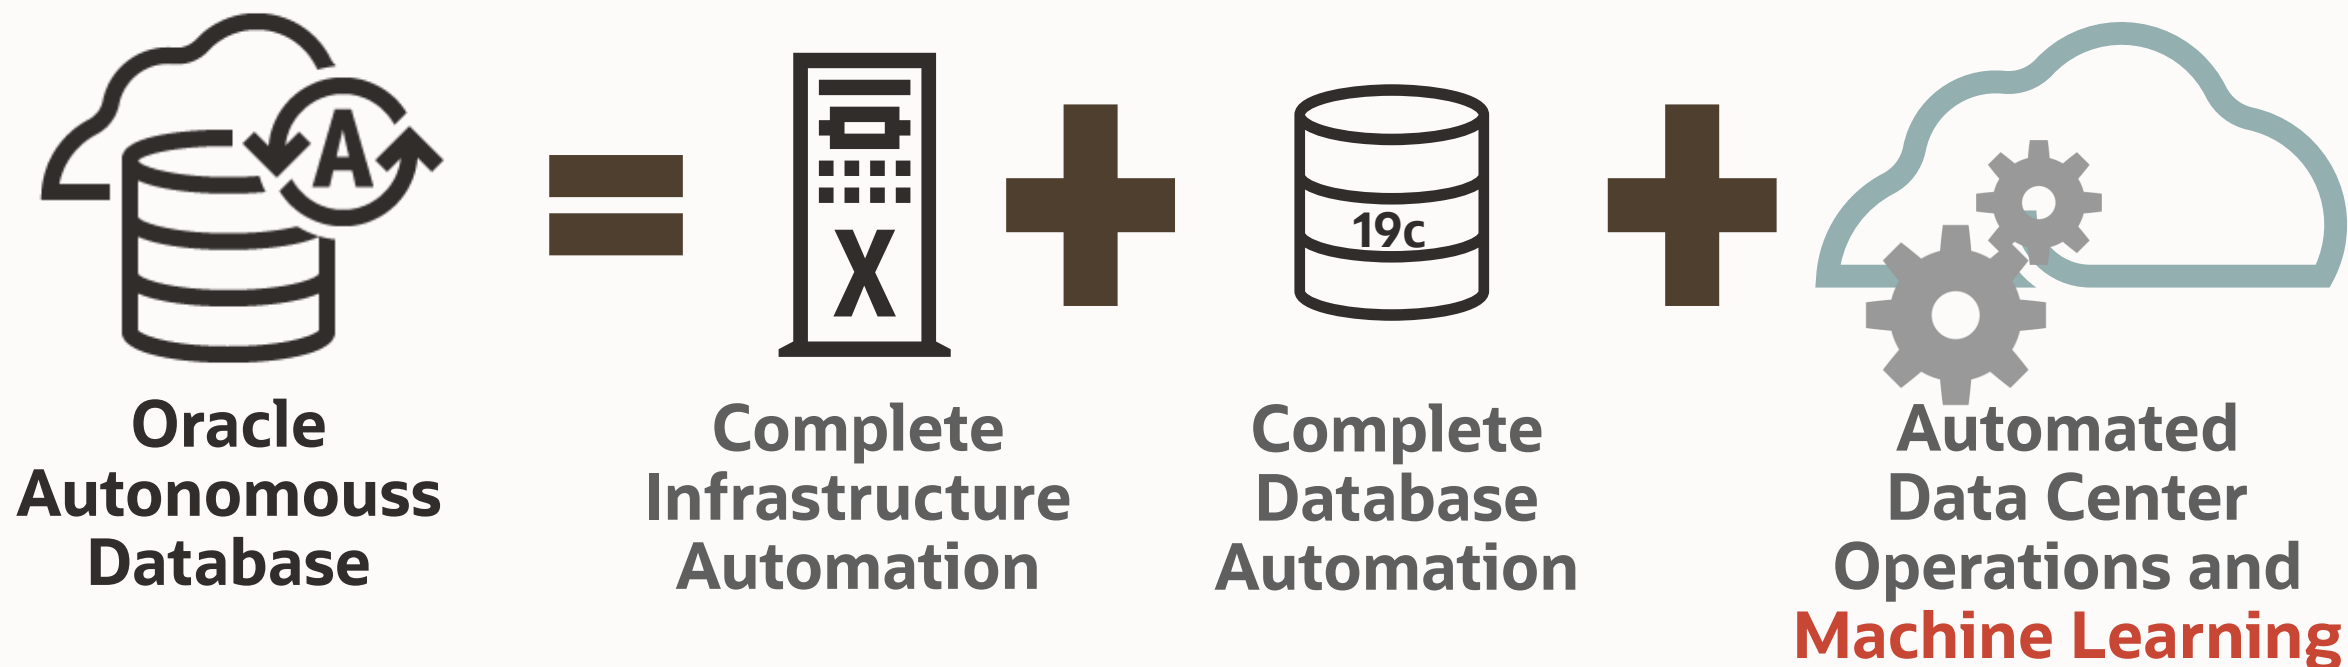 A
X
19c
Oracle
Autonomouss
Database
Complete
Infrastructure
Automation
Complete
Database
Automation
Automated
Data Center
Operations and
Machine Learning